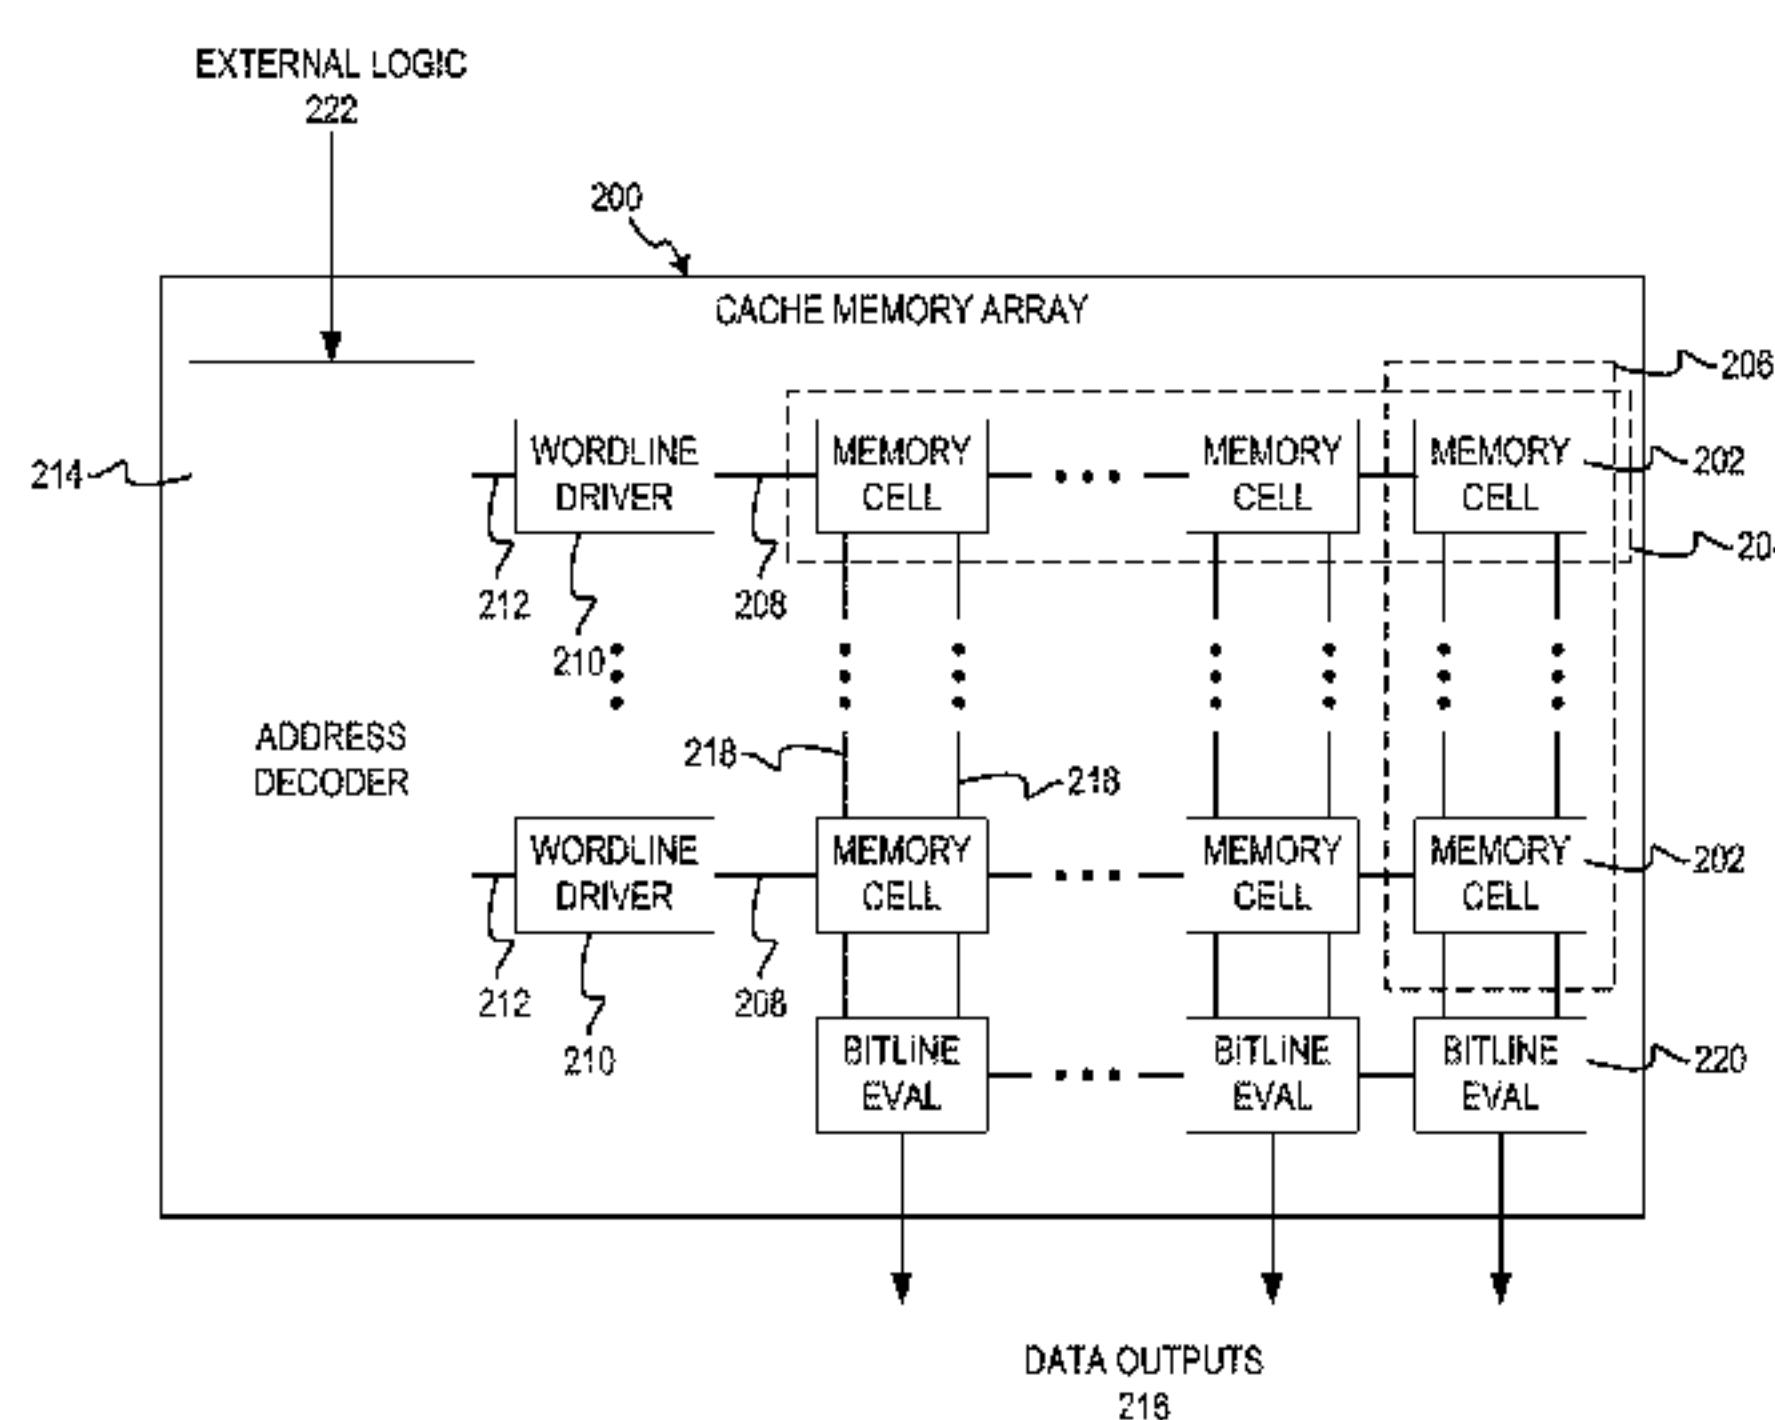 EXTERNAL LOGIC
222
200
CACHE MEMORY ARRAY
206
WORDLINE
DRIVER
MEMORY
CELL
MEMORY
CELL
MEMORY
CELL
202
214
204
212
208
210
218
218
ADDRESS
DECODER
WORDLINE
DRIVER
MEMORY
CELL
MEMORY
CELL
MEMORY
CELL
202
212
208
210
BITLINE
EVAL
BITLINE
EVAL
BITLINE
EVAL
220
DATA OUTPUTS
216